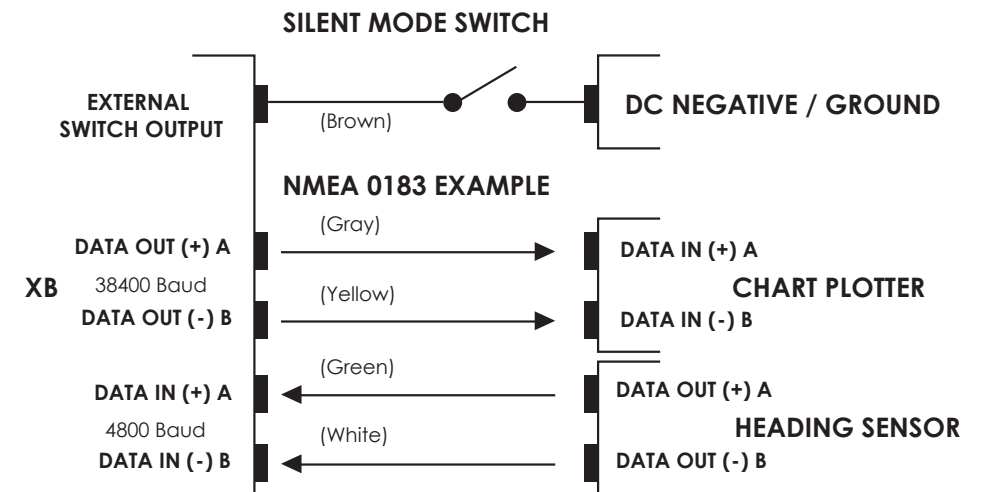 SILENT MODE SWITCH
EXTERNAL
SWITCH OUTPUT
(Brown)
DC NEGATIVE / GROUND
NMEA 0183 EXAMPLE
(Gray)
DATA OUT (+) A
DATA IN (+) A
XB
38400 Baud
(Yellow)
CHART PLOTTER
DATA OUT (-) B
DATA IN (-) B
(Green)
DATA IN (+) A
DATA OUT (+) A
4800 Baud
(White)
HEADING SENSOR
DATA IN (-) B
DATA OUT (-) B